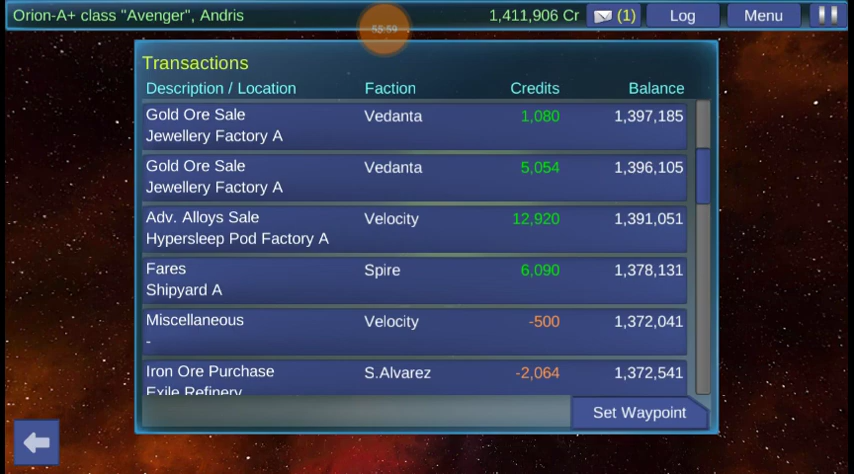 Orion-A+ class "Avenger", Andris 1,411,906 Cr (1) Log Menu
55:59
Transactions
Description / Location Faction Credits Balance
Gold Ore Sale Vedanta 1,080 1,397,185
Jewellery Factory A
Gold Ore Sale Vedanta 5,054 1,396,105
Jewellery Factory A
Adv. Alloys Sale Velocity 12,920 1,391,051
Hypersleep Pod Factory A
Fares Spire 6,090 1,378,131
Shipyard A
Miscellaneous Velocity -500 1,372,041
-
Iron Ore Purchase S.Alvarez -2,064 1,372,541
Exile Refinery
Set Waypoint